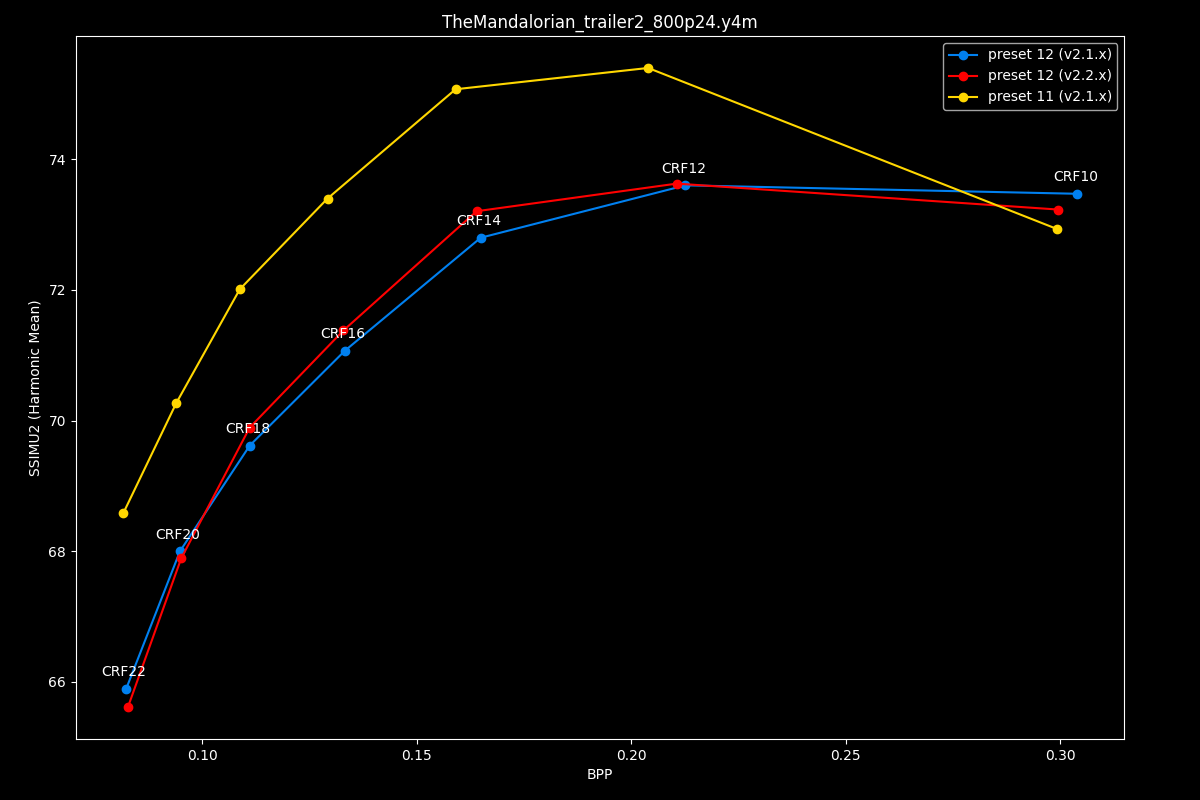 TheMandalorian_trailer2_800p24.y4m
preset 12 (v2.1.x)
preset 12 (v2.2.x)
preset 11 (v2.1.x)
SSIMU2 (Harmonic Mean)
74
72
70
68
66
CRF10
CRF12
CRF14
CRF16
CRF18
CRF20
CRF22
0.10
0.15
0.20
0.25
0.30
BPP